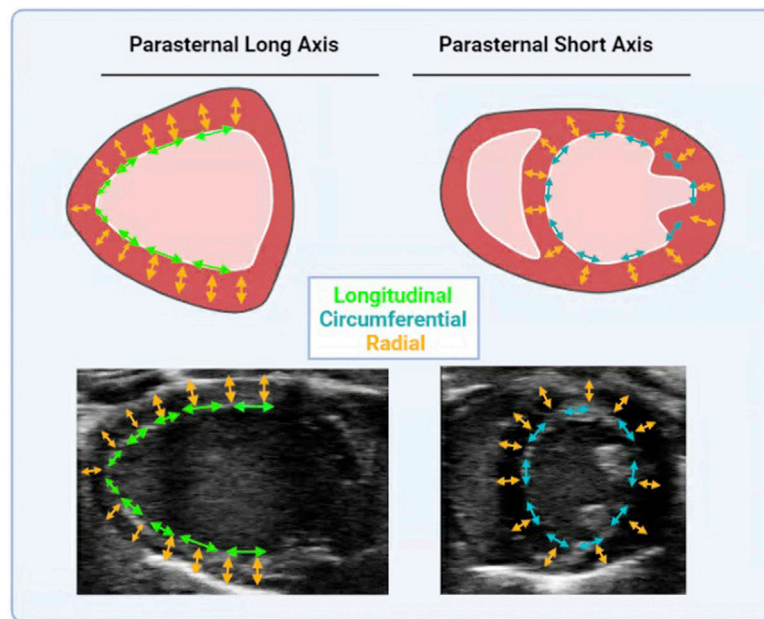 Parasternal Long Axis
Parasternal Short Axis
Longitudinal
Circumferential
Radial